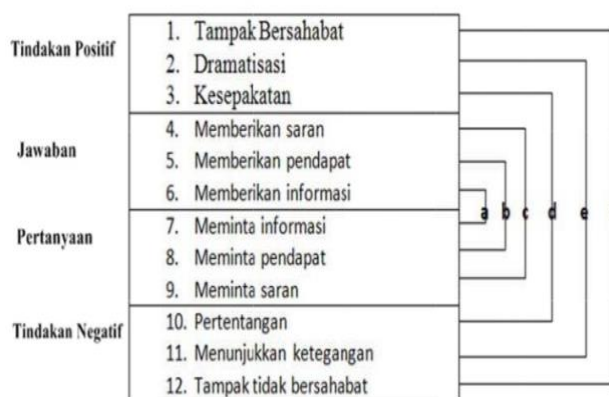 Tindakan Positif
1. Tampak Bersahabat
2. Dramatisasi
3. Kesepakatan
Jawaban
4. Memberikan saran
5. Memberikan pendapat
6. Memberikan informasi
Pertanyaan
7. Meminta informasi
8. Meminta pendapat
9. Meminta saran
Tindakan Negatif
10. Pertentangan
11. Menunjukkan ketegangan
12. Tampak tidak bersahabat
a b c d e